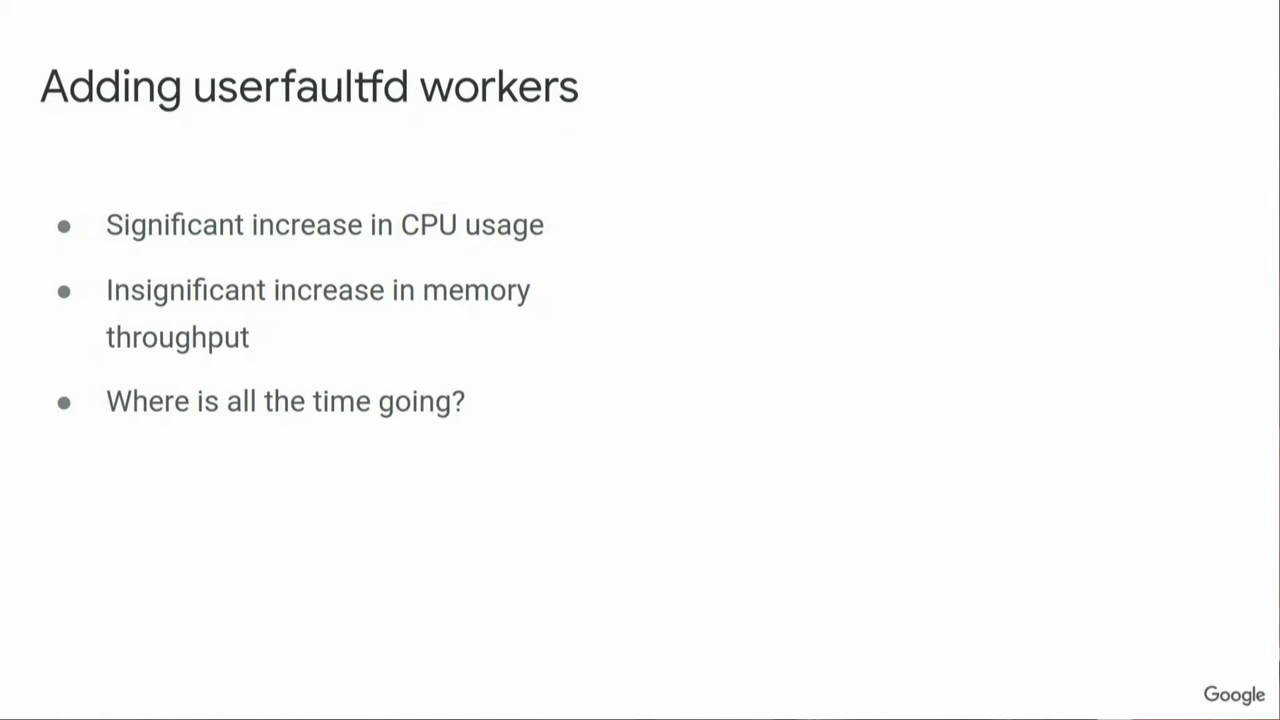 Adding userfaultfd workers
● Significant increase in CPU usage
● Insignificant increase in memory
throughput
● Where is all the time going?
Google